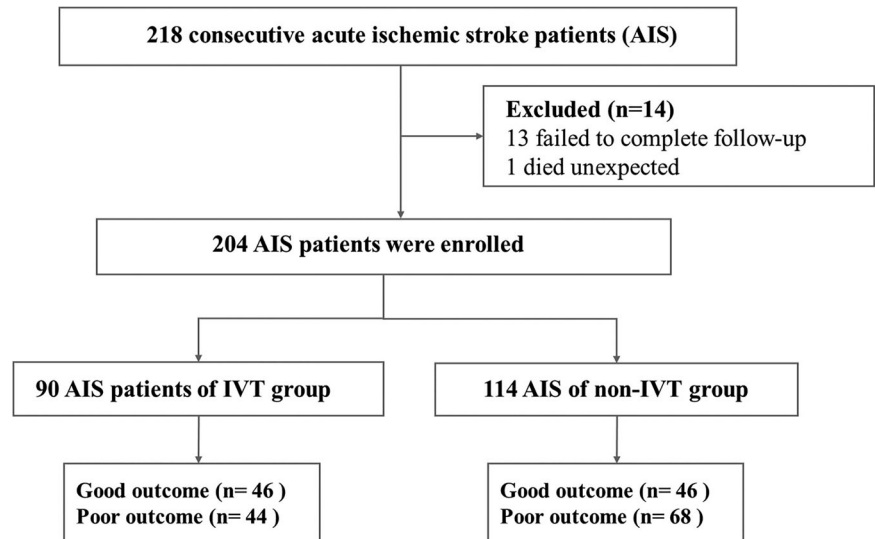 218 consecutive acute ischemic stroke patients (AIS)
Excluded (n=14)
13 failed to complete follow-up
1 died unexpected
204 AIS patients were enrolled
90 AIS patients of IVT group
114 AIS of non-IVT group
Good outcome (n= 46 )
Poor outcome (n= 44 )
Good outcome (n= 46 )
Poor outcome (n= 68 )